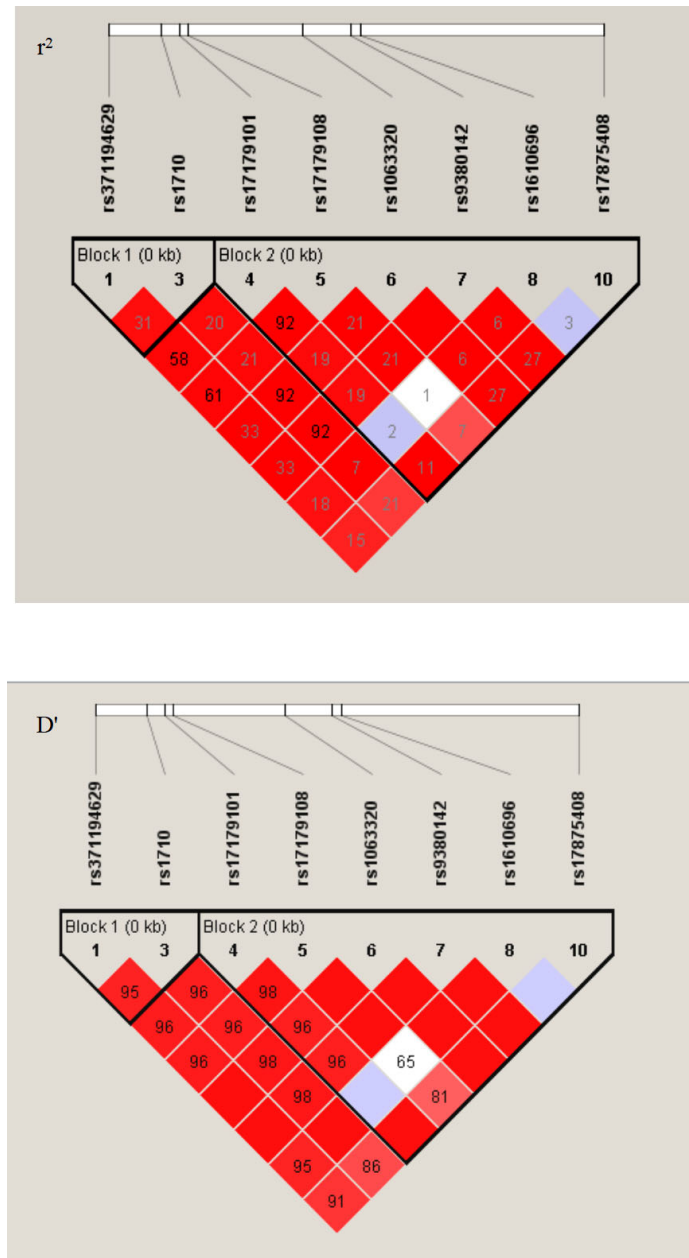 r²
rs371194629
rs1710
rs17179101
rs17179108
rs1063320
rs9380142
rs1610696
rs17875408
Block 1 (0 kb) Block 2 (0 kb)
1 3 4 5 6 7 8 10
31 20 92 21 6 3
58 21 19 21 6 27
61 92 19 1 27
33 92 2 7
33 7 11
18 21
15
D'
rs371194629
rs1710
rs17179101
rs17179108
rs1063320
rs9380142
rs1610696
rs17875408
Block 1 (0 kb) Block 2 (0 kb)
1 3 4 5 6 7 8 10
95 96 98
96 96 96
96 98 96 65
98 81
95 86
91